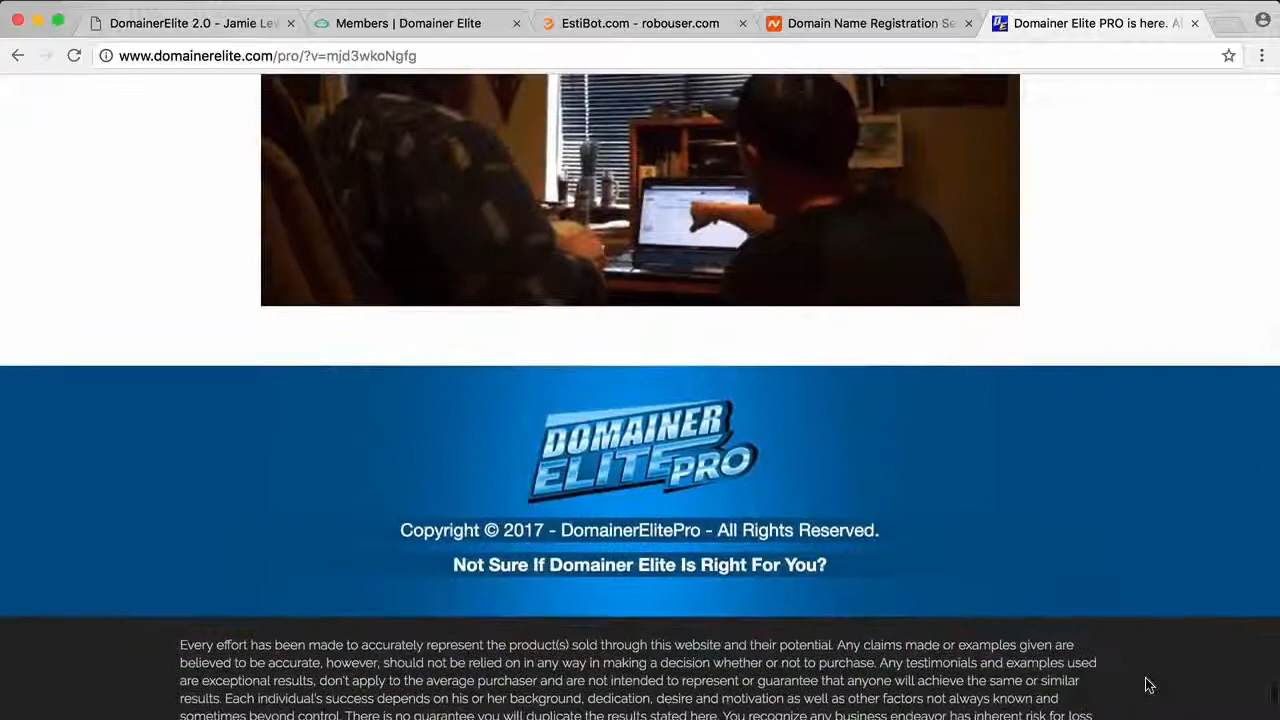 DomainerElite 2.0 - Jamie Lew
Members | Domainer Elite
EstiBot.com - robouser.com
Domain Name Registration Se
Domainer Elite PRO is here. Al
www.domainerelite.com/pro/?v=mjd3wkoNgfg
DOMAINER
ELITE PRO
Copyright © 2017 - DomainerElitePro - All Rights Reserved.
Not Sure If Domainer Elite Is Right For You?
Every effort has been made to accurately represent the product(s) sold through this website and their potential. Any claims made or examples given are
believed to be accurate, however, should not be relied on in any way in making a decision whether or not to purchase. Any testimonials and examples used
are exceptional results, don't apply to the average purchaser and are not intended to represent or guarantee that anyone will achieve the same or similar
results. Each individual's success depends on his or her background, dedication, desire and motivation as well as other factors not always known and
sometimes beyond control. There is no guarantee you will duplicate the results stated here. You recognize any business endeavor has inherent risk for loss